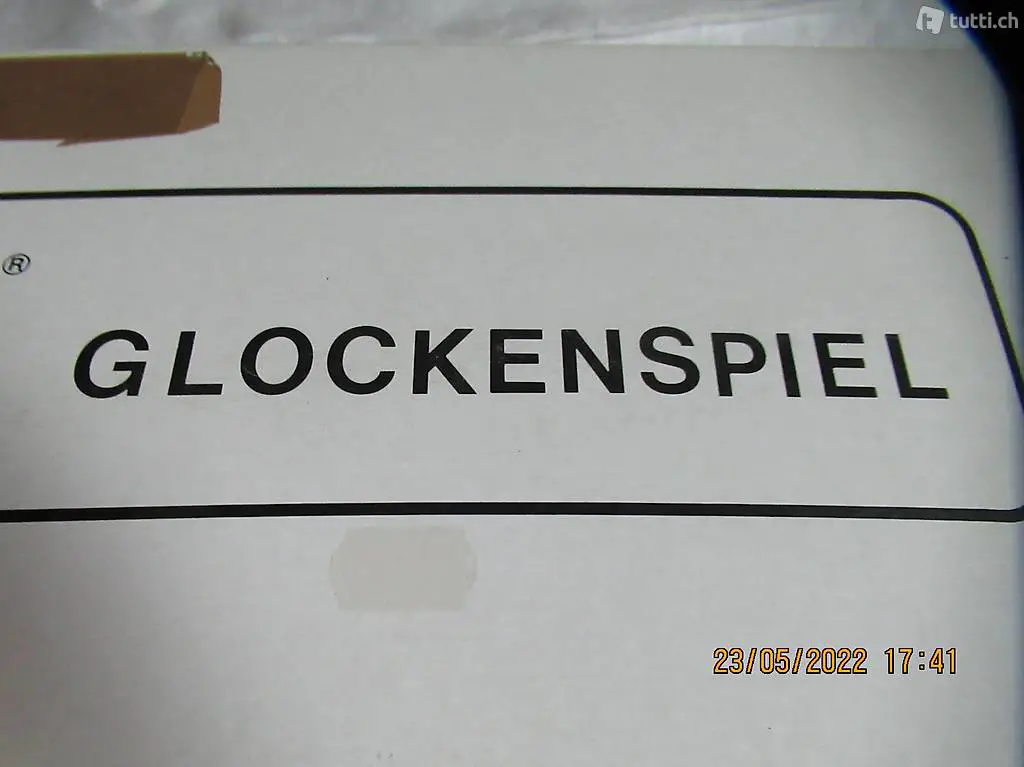 tutti.ch
®
GLOCKENSPIEL
23/05/2022 17:41